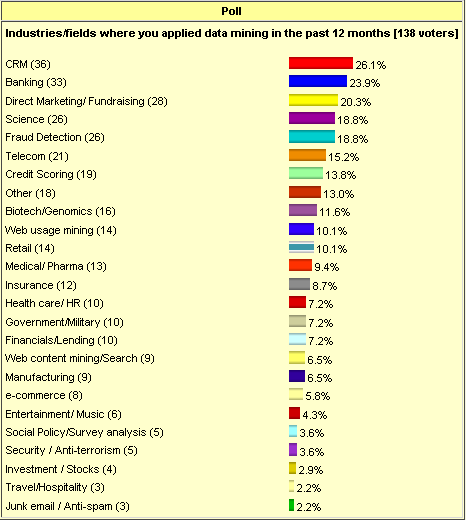 Poll
Industries/fields where you applied data mining in the past 12 months [138 voters]
CRM (36) 26.1%
Banking (33) 23.9%
Direct Marketing/ Fundraising (28) 20.3%
Science (26) 18.8%
Fraud Detection (26) 18.8%
Telecom (21) 15.2%
Credit Scoring (19) 13.8%
Other (18) 13.0%
Biotech/Genomics (16) 11.6%
Web usage mining (14) 10.1%
Retail (14) 10.1%
Medical/ Pharma (13) 9.4%
Insurance (12) 8.7%
Health care/ HR (10) 7.2%
Government/Military (10) 7.2%
Financials/Lending (10) 7.2%
Web content mining/Search (9) 6.5%
Manufacturing (9) 6.5%
e-commerce (8) 5.8%
Entertainment/ Music (6) 4.3%
Social Policy/Survey analysis (5) 3.6%
Security / Anti-terrorism (5) 3.6%
Investment / Stocks (4) 2.9%
Travel/Hospitality (3) 2.2%
Junk email / Anti-spam (3) 2.2%